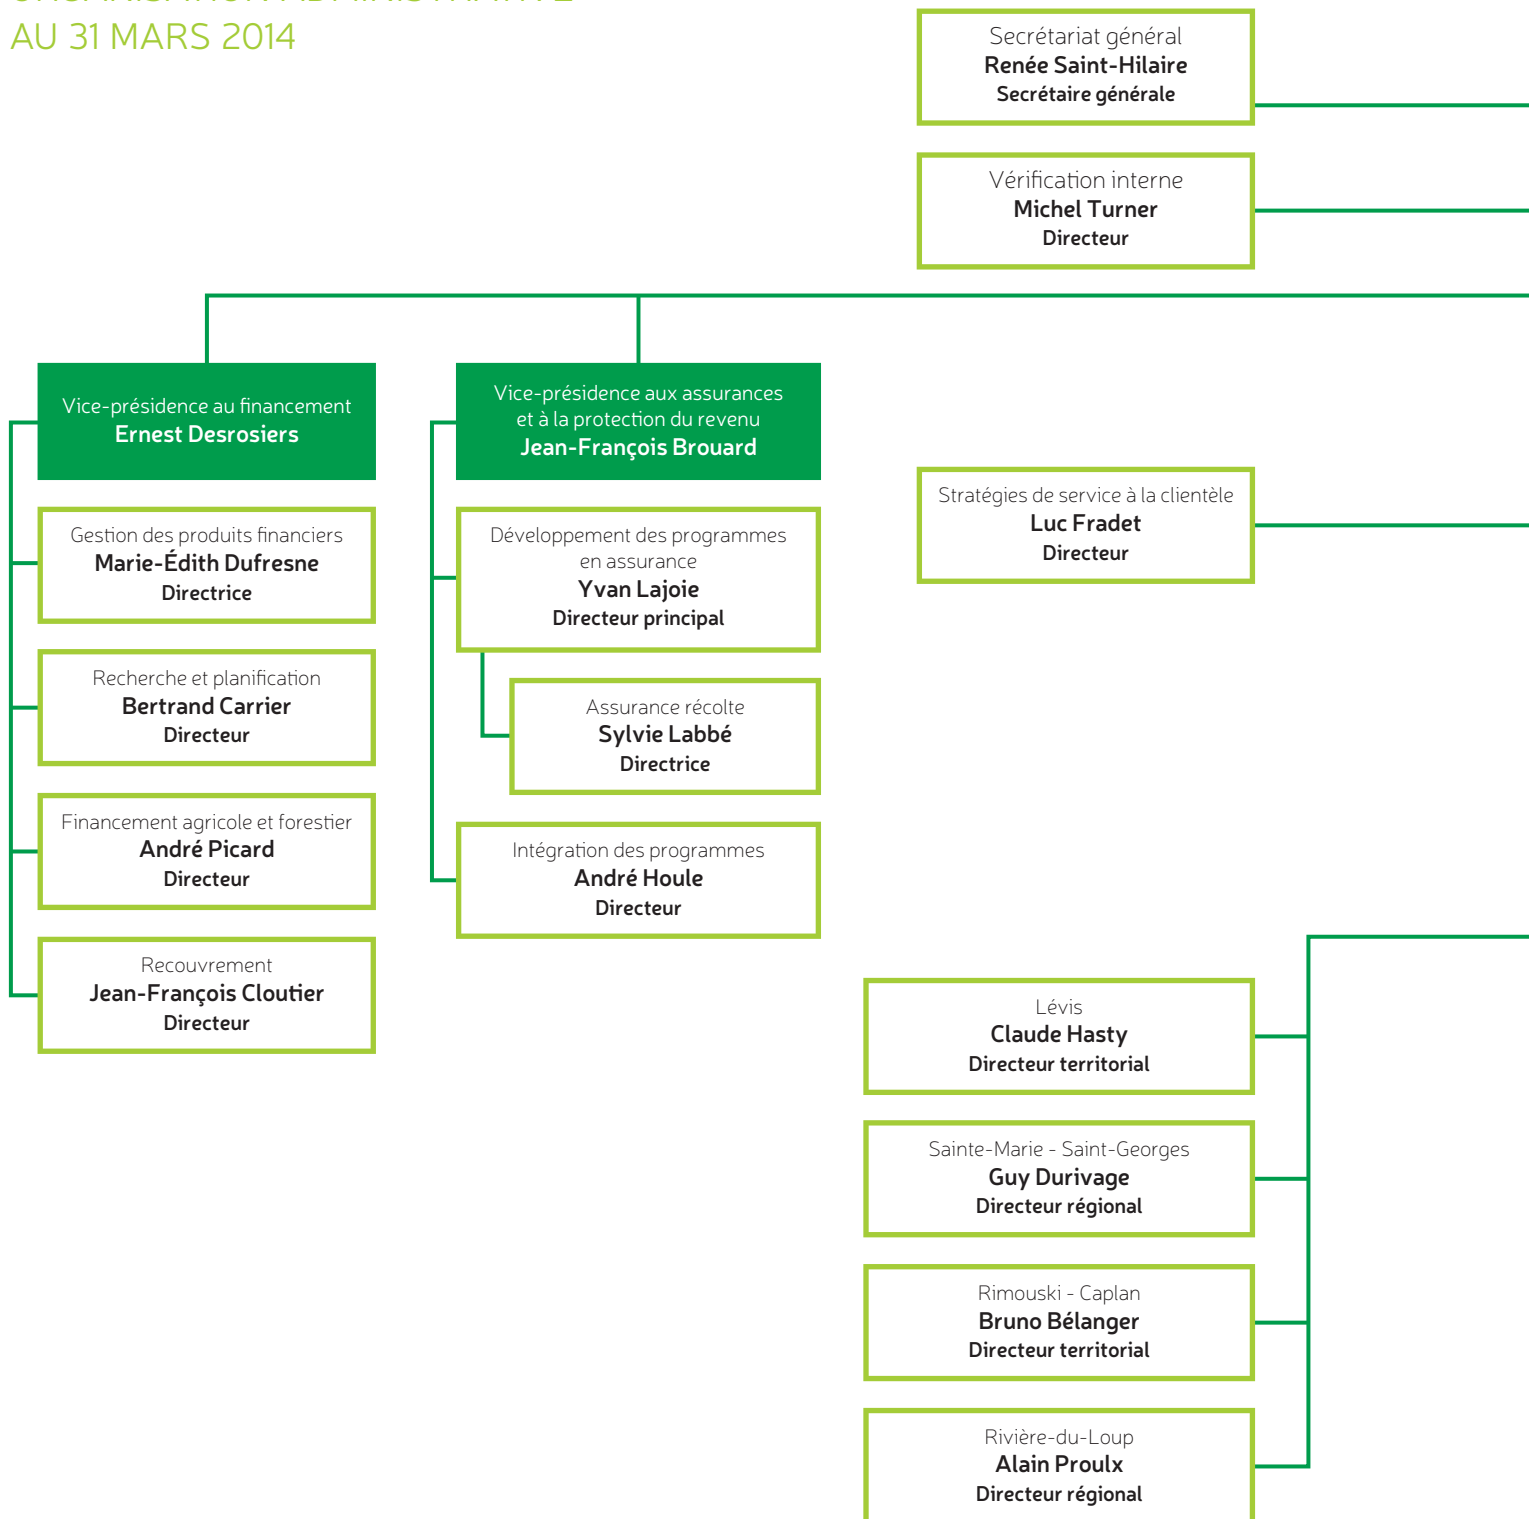 AU 31 MARS 2014
Secrétariat général
Renée Saint-Hilaire
Secrétaire générale
Vérification interne
Michel Turner
Directeur
Vice-présidence au financement
Ernest Desrosiers
Vice-présidence aux assurances
et à la protection du revenu
Jean-François Brouard
Gestion des produits financiers
Marie-Édith Dufresne
Directrice
Recherche et planification
Bertrand Carrier
Directeur
Financement agricole et forestier
André Picard
Directeur
Recouvrement
Jean-François Cloutier
Directeur
Développement des programmes
en assurance
Yvan Lajoie
Directeur principal
Assurance récolte
Sylvie Labbé
Directrice
Intégration des programmes
André Houle
Directeur
Stratégies de service à la clientèle
Luc Fradet
Directeur
Lévis
Claude Hasty
Directeur territorial
Sainte-Marie - Saint-Georges
Guy Durivage
Directeur régional
Rimouski - Caplan
Bruno Bélanger
Directeur territorial
Rivière-du-Loup
Alain Proulx
Directeur régional